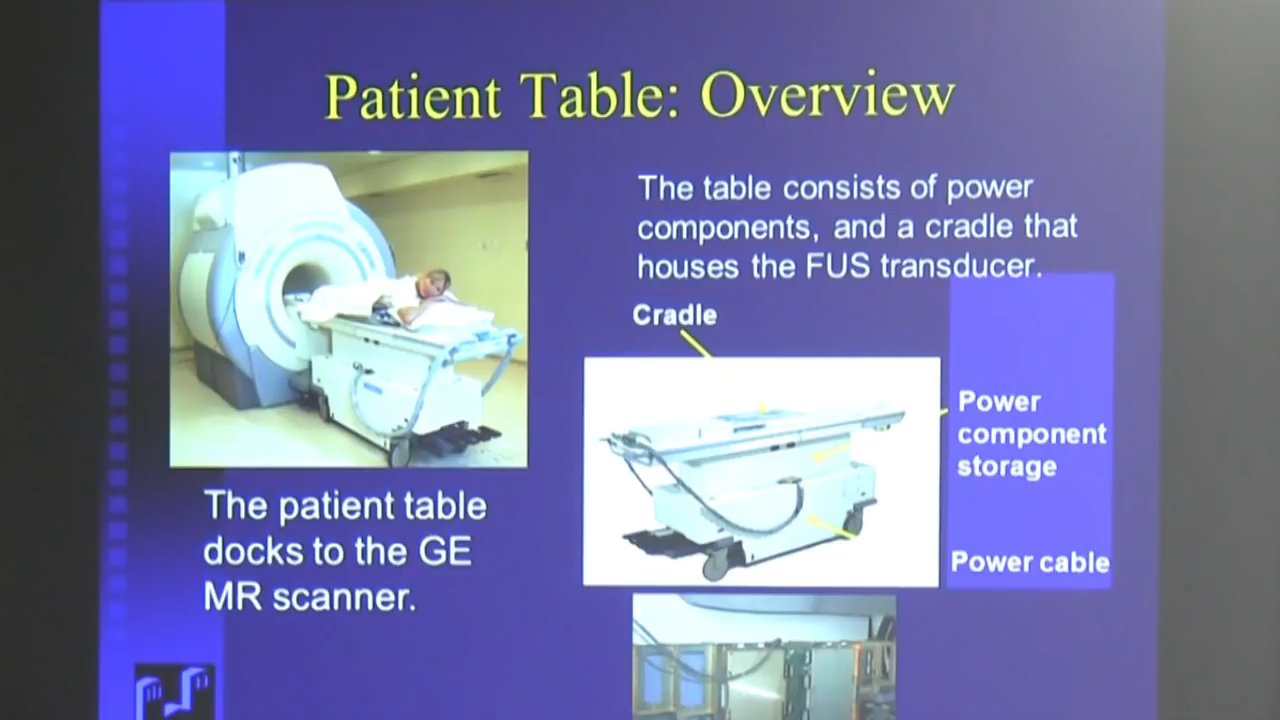 Patient Table: Overview
The table consists of power
components, and a cradle that
houses the FUS transducer.
Cradle
Power
component
storage
Power cable
The patient table
docks to the GE
MR scanner.